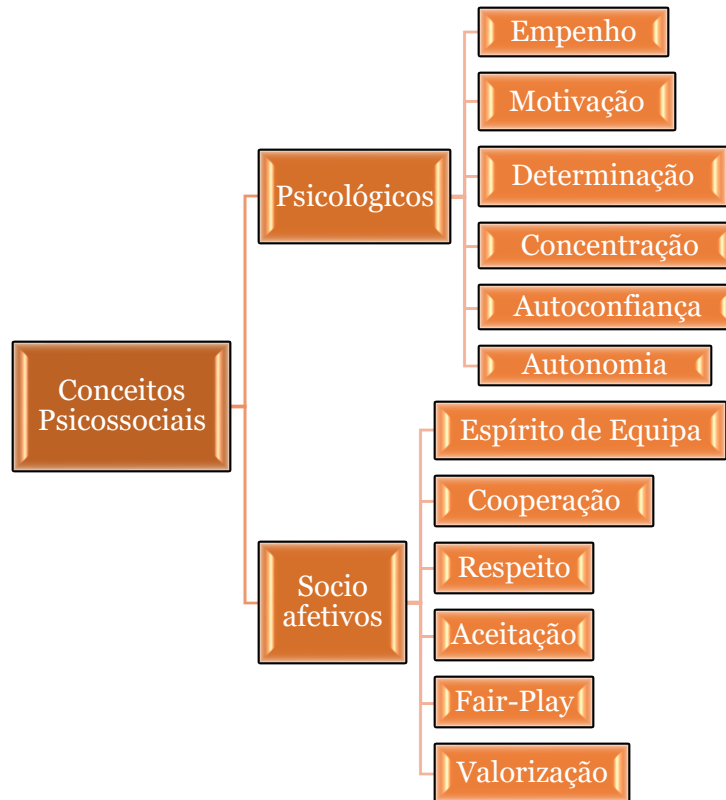 Conceitos
Psicossociais
Psicológicos
Empenho
Motivação
Determinação
Concentração
Autoconfiança
Autonomia
Socio
afetivos
Espírito de Equipa
Cooperação
Respeito
Aceitação
Fair-Play
Valorização